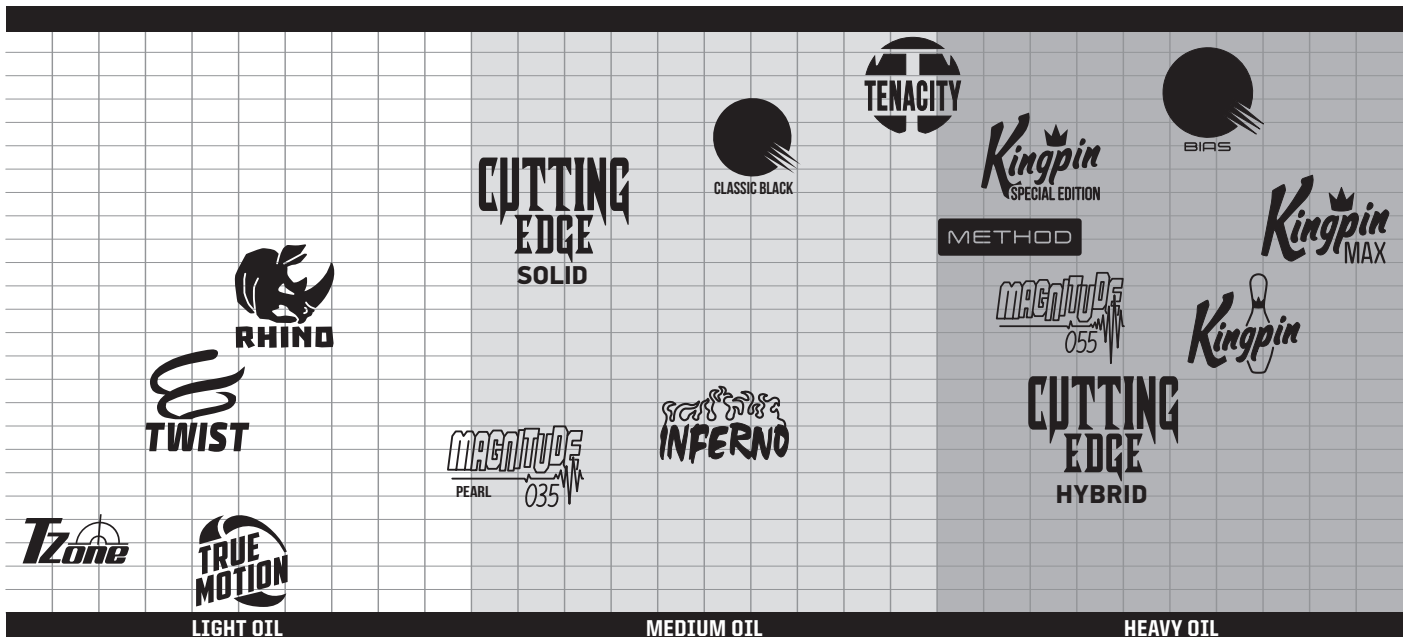 TENACITY
BIAS
CLASSIC BLACK
Kingpin
SPECIAL EDITION
CUTTING
EDGE
SOLID
Kingpin
MAX
METHOD
MAGNITUDE
055
Kingpin
RHINO
TWIST
CUTTING
EDGE
HYBRID
INFERNO
MAGNITUDE
PEARL 035
TZone
TRUE
MOTION
LIGHT OIL
MEDIUM OIL
HEAVY OIL